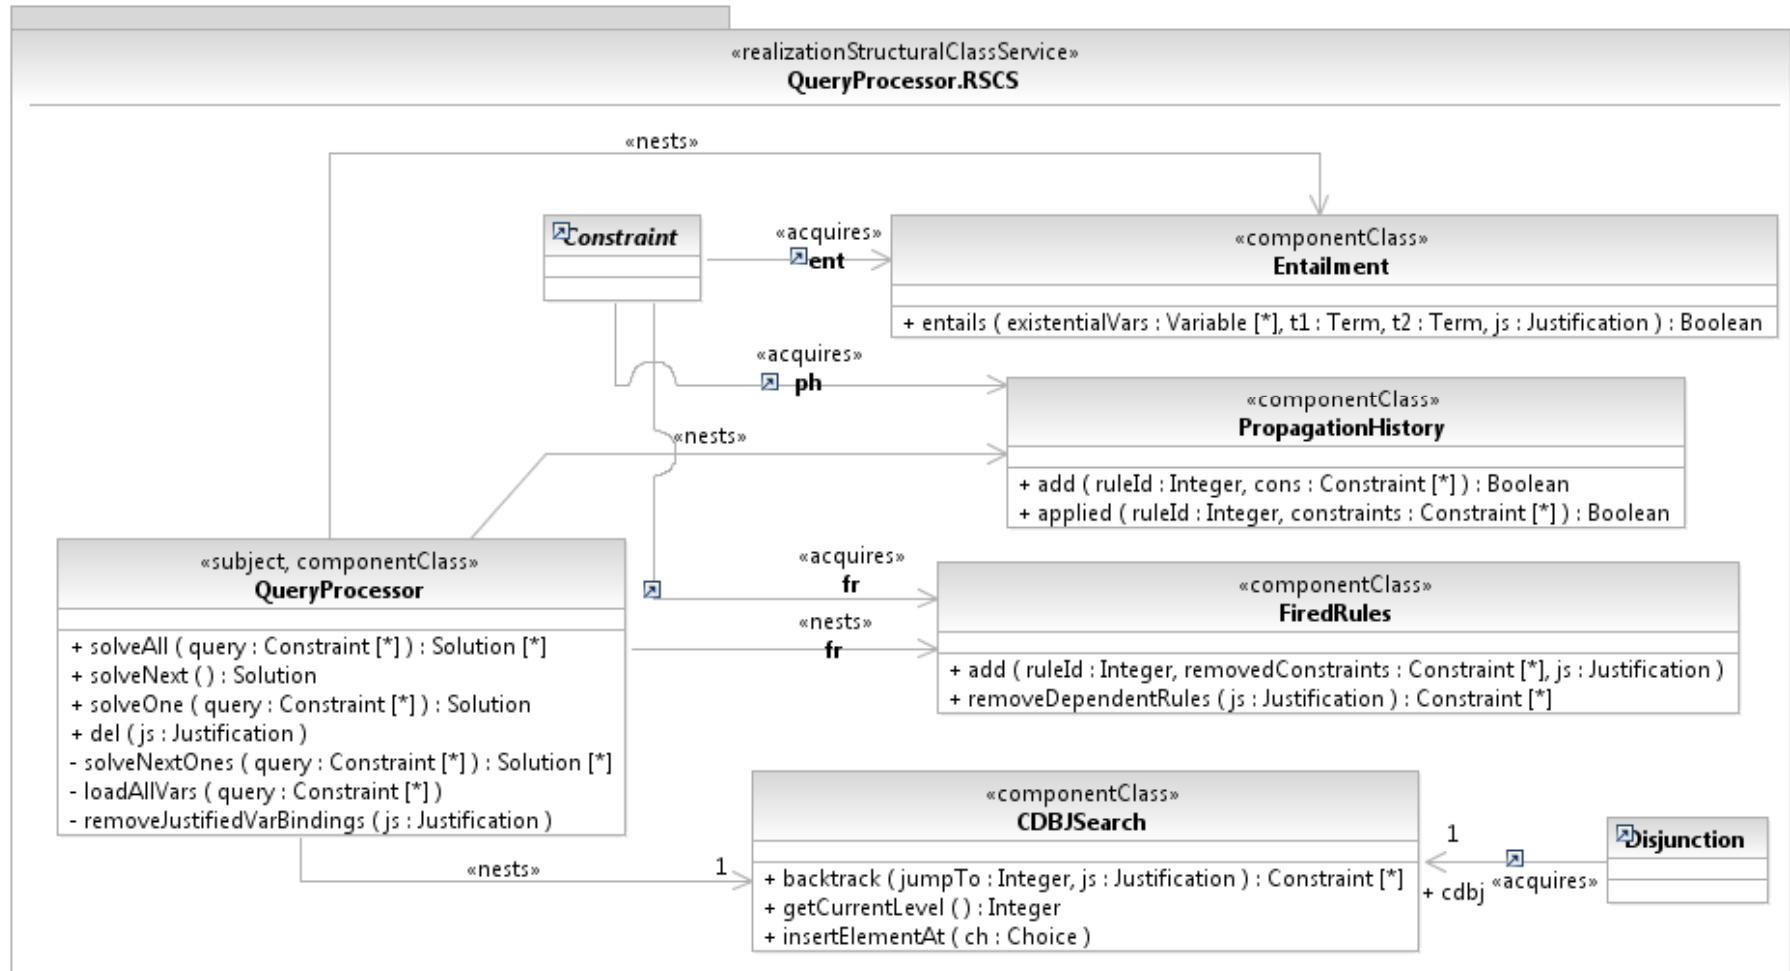 «realizationStructuralClassService»
QueryProcessor.RSCS
«nests»
Constraint
«acquires»
ent
«componentClass»
Entailment
+ entails ( existentialVars : Variable [*], t1 : Term, t2 : Term, js : Justification ) : Boolean
«acquires»
ph
«componentClass»
PropagationHistory
+ add ( ruleId : Integer, cons : Constraint [*] ) : Boolean
+ applied ( ruleId : Integer, constraints : Constraint [*] ) : Boolean
«nests»
«subject, componentClass»
QueryProcessor
+ solveAll ( query : Constraint [*] ) : Solution [*]
+ solveNext ( ) : Solution
+ solveOne ( query : Constraint [*] ) : Solution
+ del ( js : Justification )
- solveNextOnes ( query : Constraint [*] ) : Solution [*]
- loadAllVars ( query : Constraint [*] )
- removeJustifiedVarBindings ( js : Justification )
«acquires»
fr
«nests»
fr
«componentClass»
FiredRules
+ add ( ruleId : Integer, removedConstraints : Constraint [*], js : Justification )
+ removeDependentRules ( js : Justification ) : Constraint [*]
«nests»
1
«componentClass»
CDBJSearch
+ backtrack ( jumpTo : Integer, js : Justification ) : Constraint [*]
+ getCurrentLevel ( ) : Integer
+ insertElementAt ( ch : Choice )
1
+ cdbj
«acquires»
Disjunction